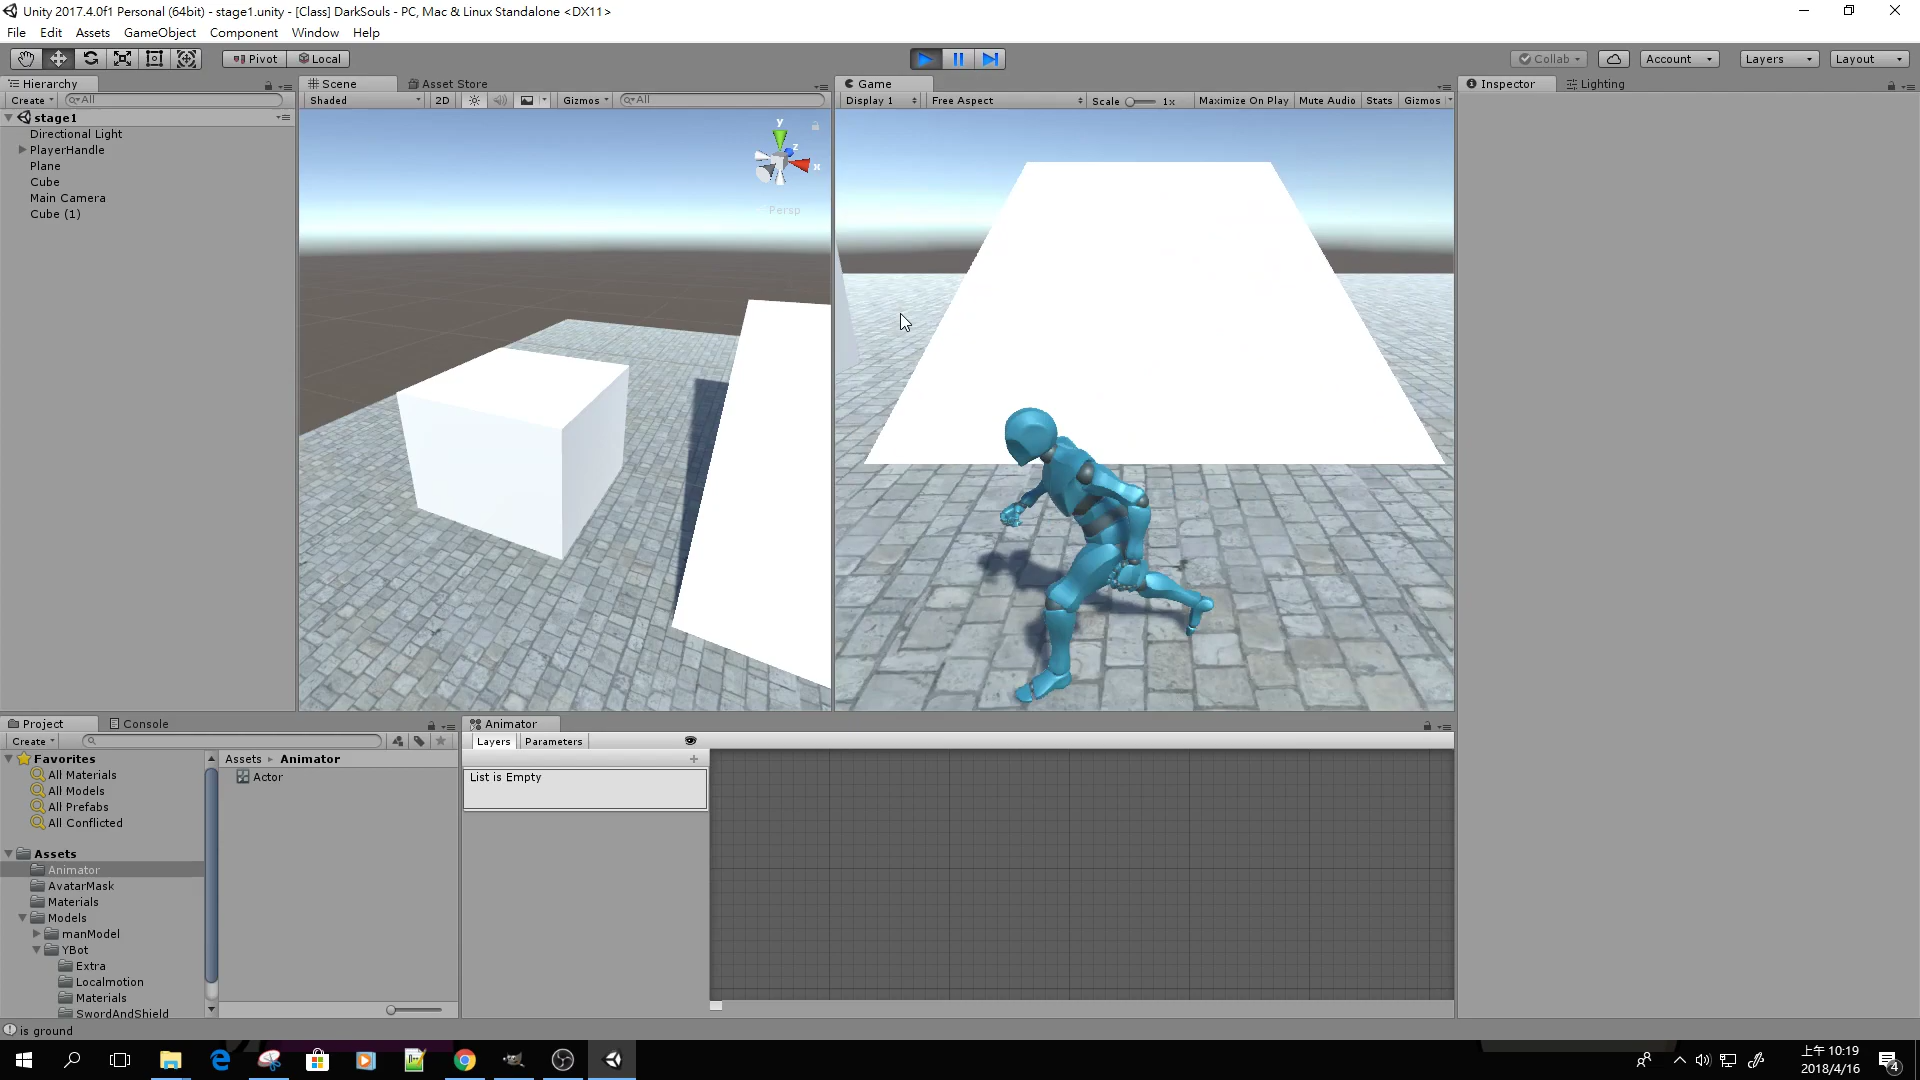 Unity 2017.4.0f1 Personal (64bit) - stage1.unity - [Class] DarkSouls - PC, Mac & Linux Standalone <DX11>
File Edit Assets GameObject Component Window Help
Pivot Local Collab Account Layers Layout
Hierarchy Scene Asset Store Game Inspector Lighting
Create All Shaded 2D Gizmos All Display 1 Free Aspect Scale 1x Maximize On Play Mute Audio Stats Gizmos
stage1
Directional Light
PlayerHandle
Plane
Cube
Main Camera
Cube (1)
y
z
x
Persp
Project Console Animator
Create Layers Parameters
Favorites
All Materials
All Models
All Prefabs
All Conflicted
Assets
Animator
AvatarMask
Materials
Models
manModel
YBot
Extra
Localmotion
Materials
SwordAndShield
Assets Animator
Actor
List is Empty
is ground
上午 10:19
2018/4/16
4